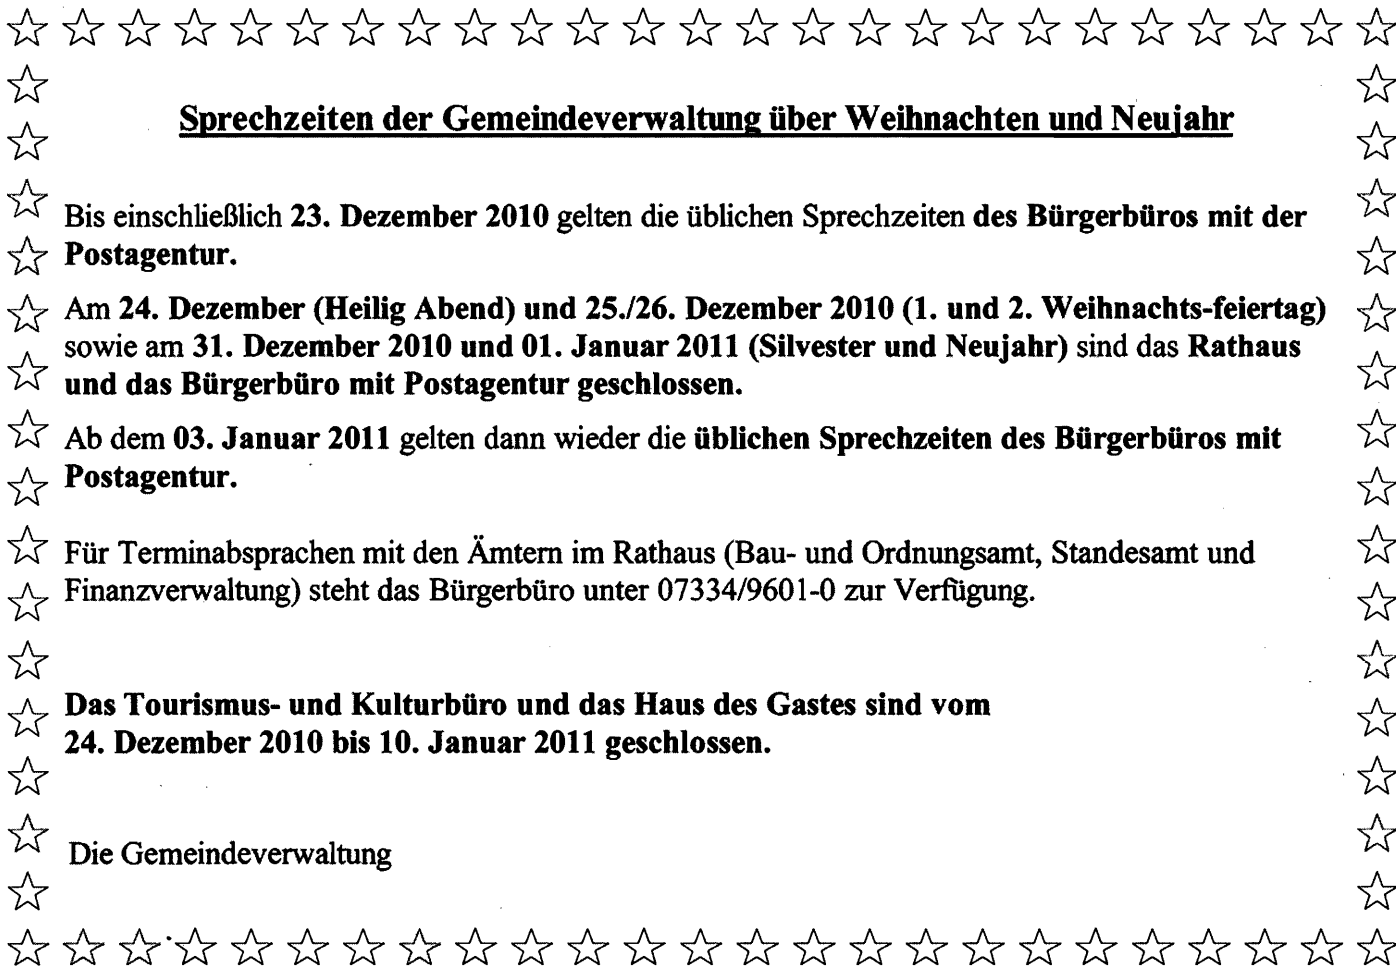 Sprechzeiten der Gemeindeverwaltung über Weihnachten und Neujahr
Bis einschließlich 23. Dezember 2010 gelten die üblichen Sprechzeiten des Bürgerbüros mit der
Postagentur.
Am 24. Dezember (Heilig Abend) und 25./26. Dezember 2010 (1. und 2. Weihnachts-feiertag)
sowie am 31. Dezember 2010 und 01. Januar 2011 (Silvester und Neujahr) sind das Rathaus
und das Bürgerbüro mit Postagentur geschlossen.
Ab dem 03. Januar 2011 gelten dann wieder die üblichen Sprechzeiten des Bürgerbüros mit
Postagentur.
Für Terminabsprachen mit den Ämtern im Rathaus (Bau- und Ordnungsamt, Standesamt und
Finanzverwaltung) steht das Bürgerbüro unter 07334/9601-0 zur Verfügung.
Das Tourismus- und Kulturbüro und das Haus des Gastes sind vom
24. Dezember 2010 bis 10. Januar 2011 geschlossen.
Die Gemeindeverwaltung